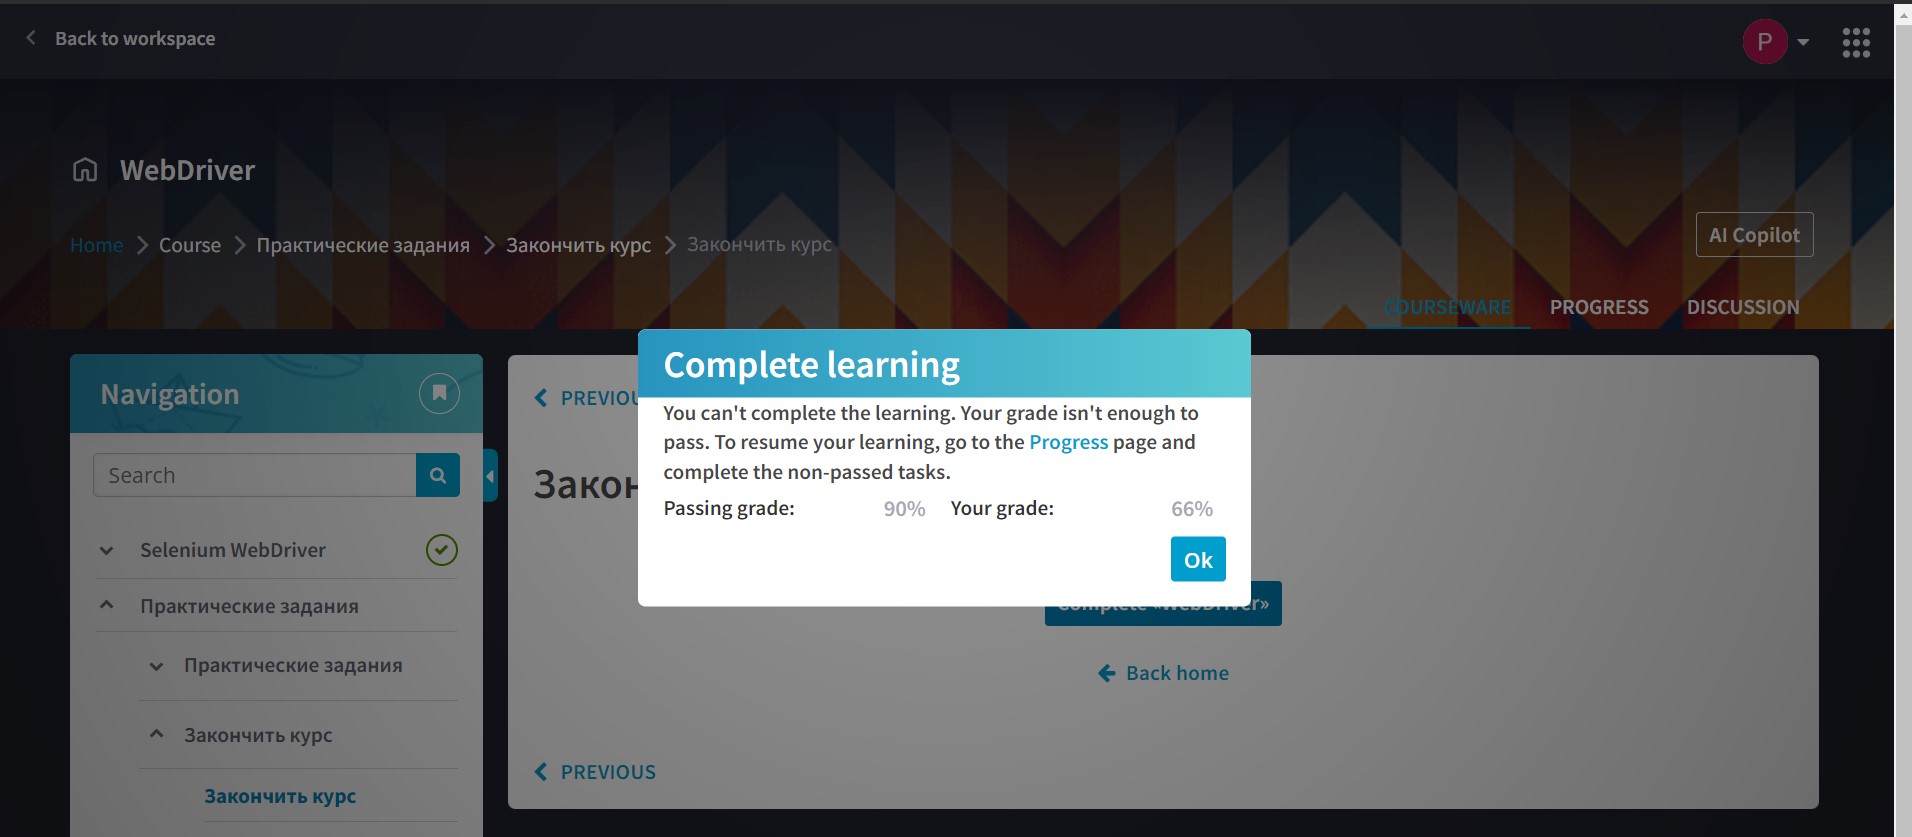 Back to workspace
P
WebDriver
Home
Course
Практические задания
Закончить курс
Закончить курс
AI Copilot
COURSEWARE
PROGRESS
DISCUSSION
Navigation
Search
Selenium WebDriver
Практические задания
Практические задания
Закончить курс
Закончить курс
PREVIOU
Закон
Complete learning
You can't complete the learning. Your grade isn't enough to
pass. To resume your learning, go to the Progress page and
complete the non-passed tasks.
Passing grade: 90% Your grade: 66%
Ok
Complete «WebDriver»
Back home
PREVIOUS